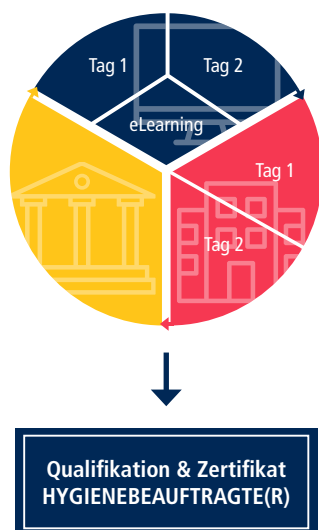 Tag 1
Tag 2
eLearning
Tag 1
Tag 2
Qualifikation & Zertifikat
HYGIENEBEAUFTRAGTE(R)